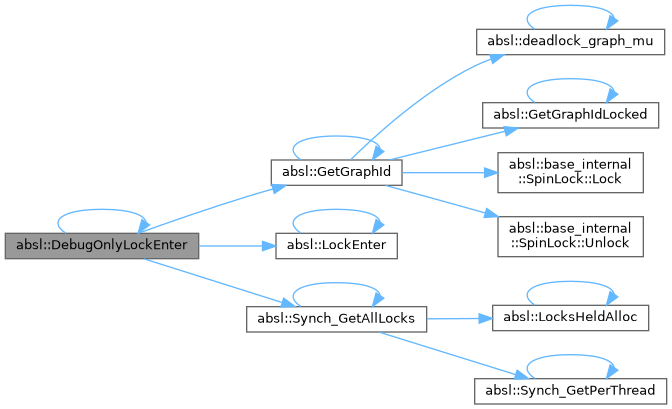 absl::deadlock_graph_mu
absl::GetGraphIdLocked
absl::base_internal
::SpinLock::Lock
absl::GetGraphId
absl::base_internal
::SpinLock::Unlock
absl::DebugOnlyLockEnter
absl::LockEnter
absl::Synch_GetAllLocks
absl::LocksHeldAlloc
absl::Synch_GetPerThread